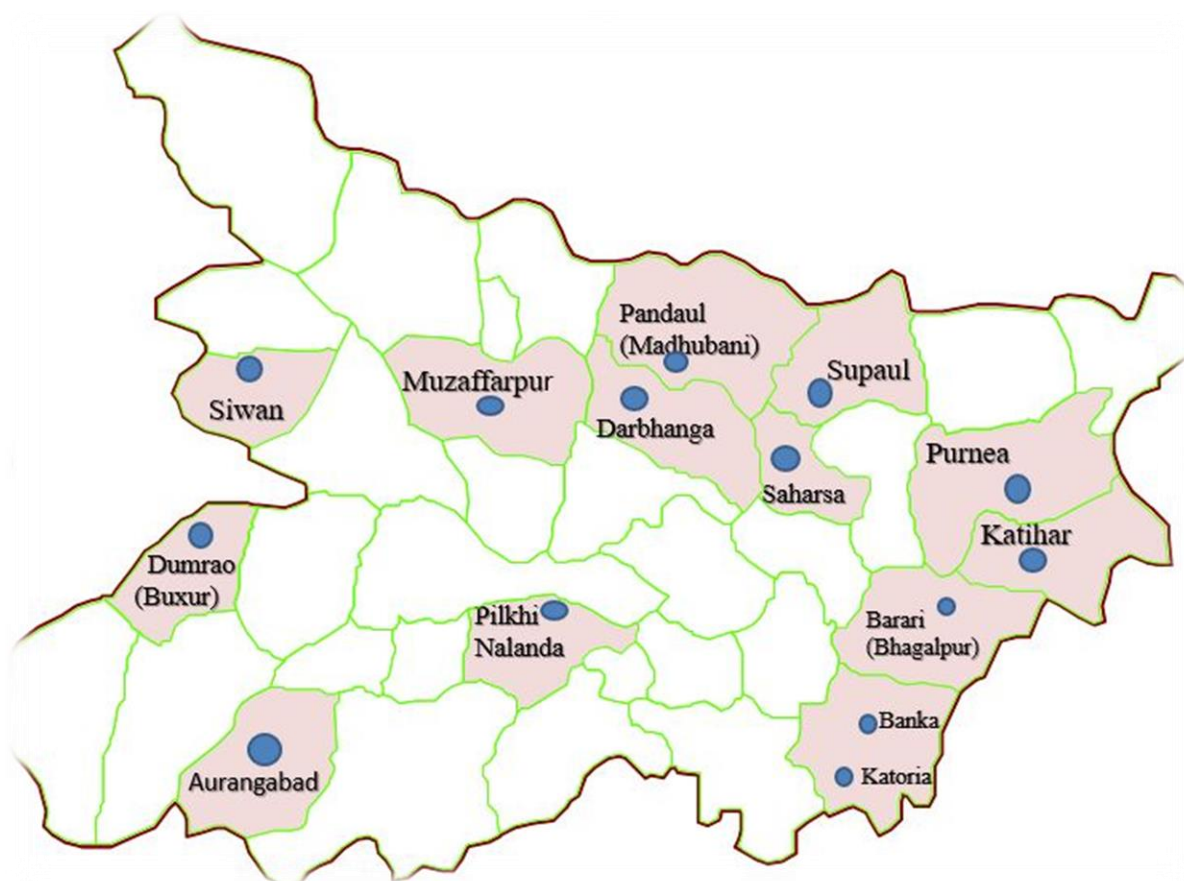 Pandaul
(Madhubani)
Supaul
Muzaffarpur
Siwan
Darbhanga
Purnea
Saharsa
Katihar
Dumrao
(Buxur)
Pilkhi
Nalanda
Barari
(Bhagalpur)
Banka
Aurangabad
Katoria